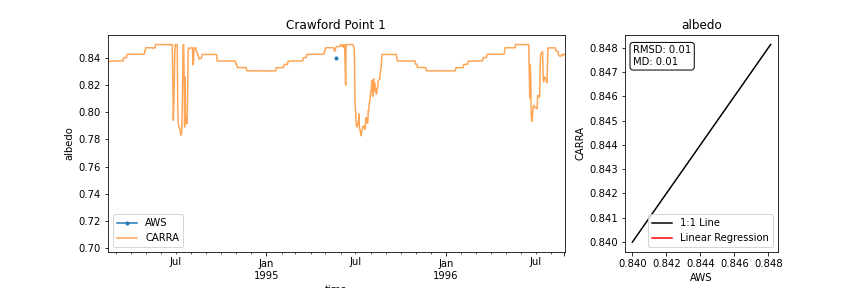 Crawford Point 1
albedo
0.84
0.82
0.80
0.78
0.76
0.74
0.72
0.70
AWS
CARRA
Jul
Jan
1995
Jul
Jan
1996
Jul
time
albedo
CARRA
0.848
0.847
0.846
0.845
0.844
0.843
0.842
0.841
0.840
RMSD: 0.01
MD: 0.01
1:1 Line
Linear Regression
0.840 0.842 0.844 0.846 0.848
AWS